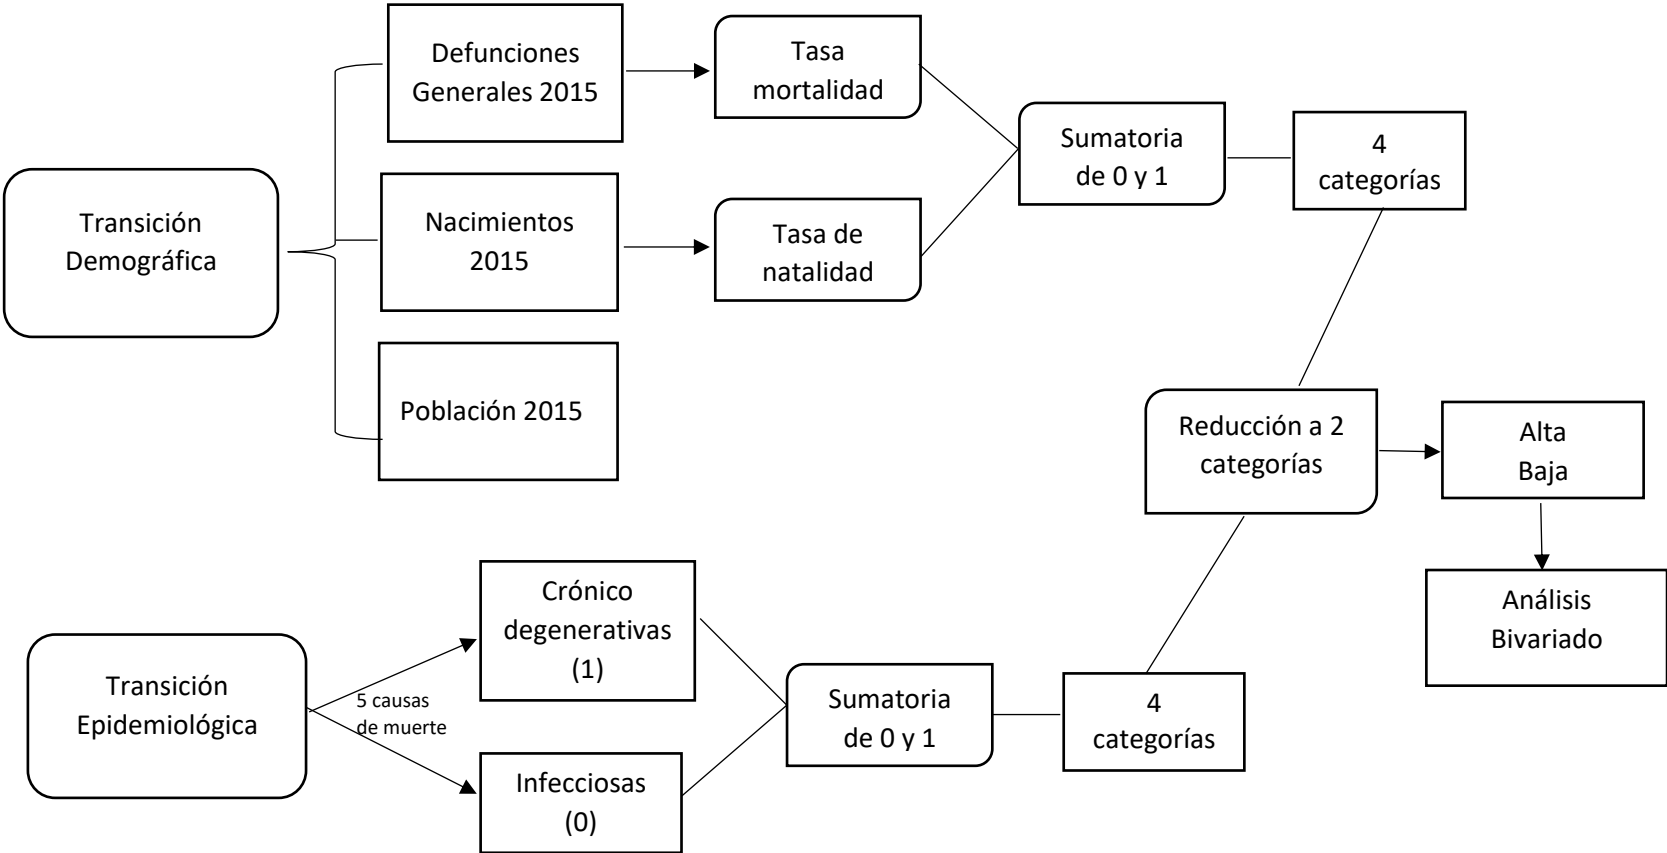 Defunciones
Generales 2015
Tasa
mortalidad
Sumatoria
de 0 y 1
4
categorías
Transición
Demográfica
Nacimientos
2015
Tasa de
natalidad
Población 2015
Reducción a 2
categorías
Alta
Baja
Análisis
Bivariado
Transición
Epidemiológica
5 causas
de muerte
Crónico
degenerativas
(1)
Infecciosas
(0)
Sumatoria
de 0 y 1
4
categorías